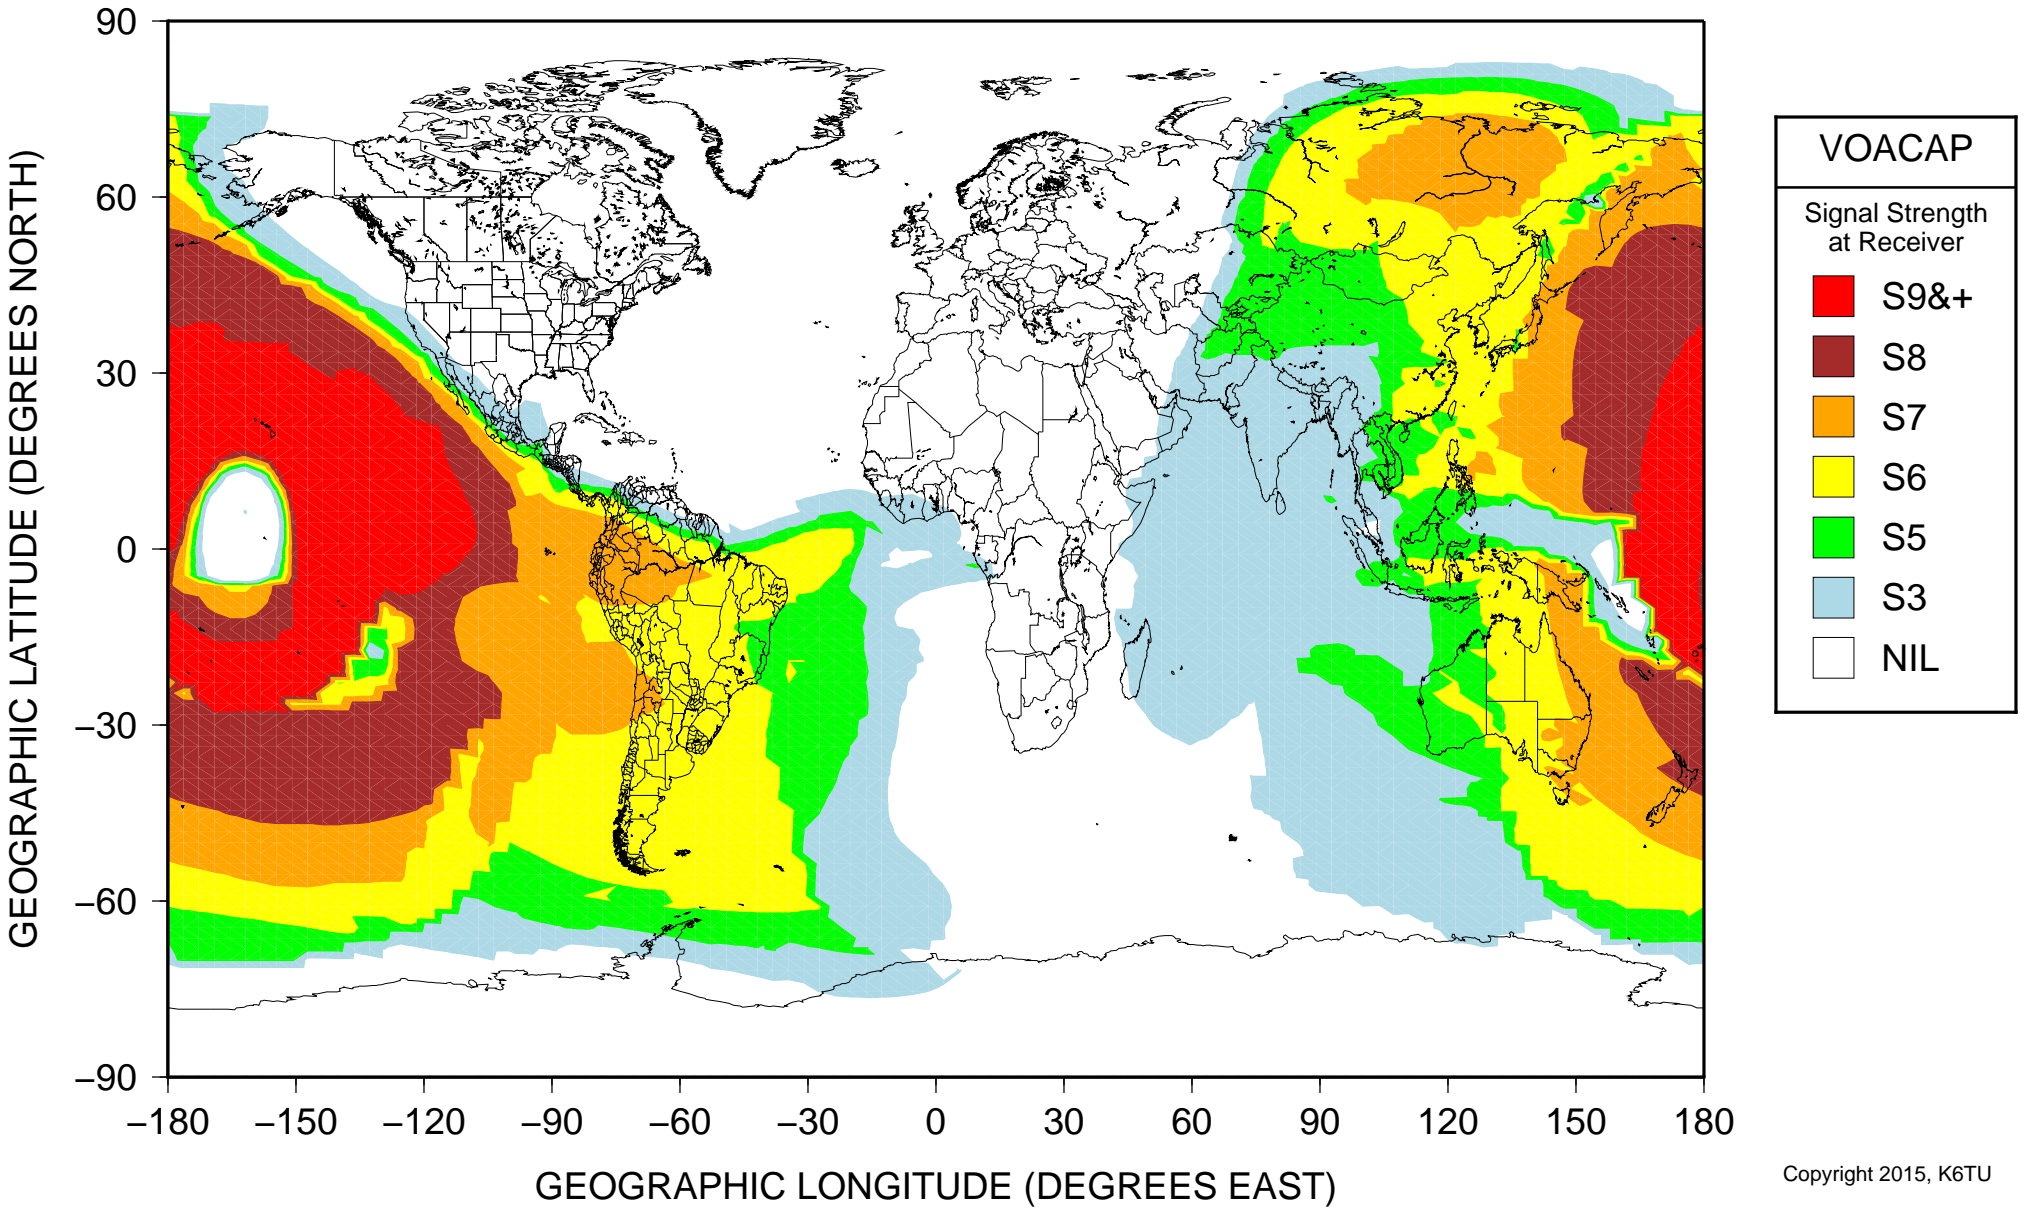 90
60
30
0
−30
−60
−90
GEOGRAPHIC LATITUDE (DEGREES NORTH)
−180 −150 −120 −90 −60 −30 0 30 60 90 120 150 180
GEOGRAPHIC LONGITUDE (DEGREES EAST)
VOACAP
Signal Strength
at Receiver
S9&+
S8
S7
S6
S5
S3
NIL
Copyright 2015, K6TU